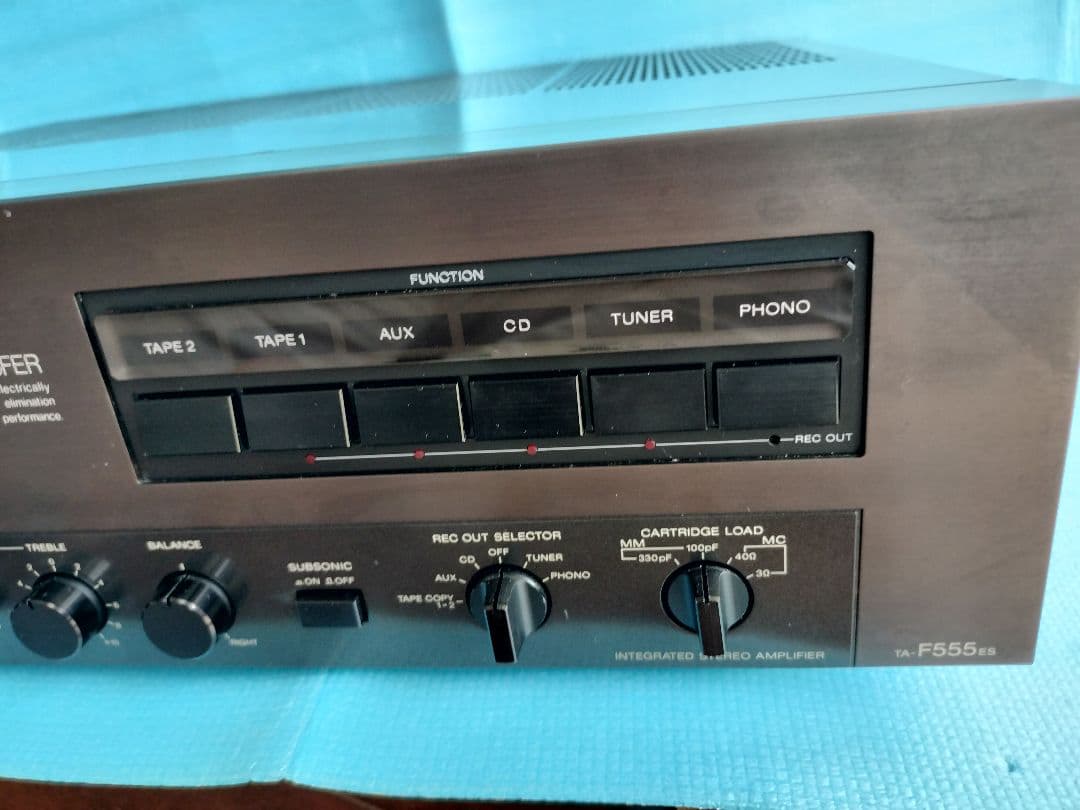 FUNCTION
TAPE 2 TAPE 1 AUX CD TUNER PHONO
REC OUT
elimination
performance.
TREBLE
BALANCE
RIGHT
SUBSONIC
ON OFF
REC OUT SELECTOR
OFF
CD TUNER
AUX PHONO
TAPE COPY
1-2
CARTRIDGE LOAD
MM MC
100pF
330pF 40Ω
3Ω
INTEGRATED STEREO AMPLIFIER
TA-F555ES